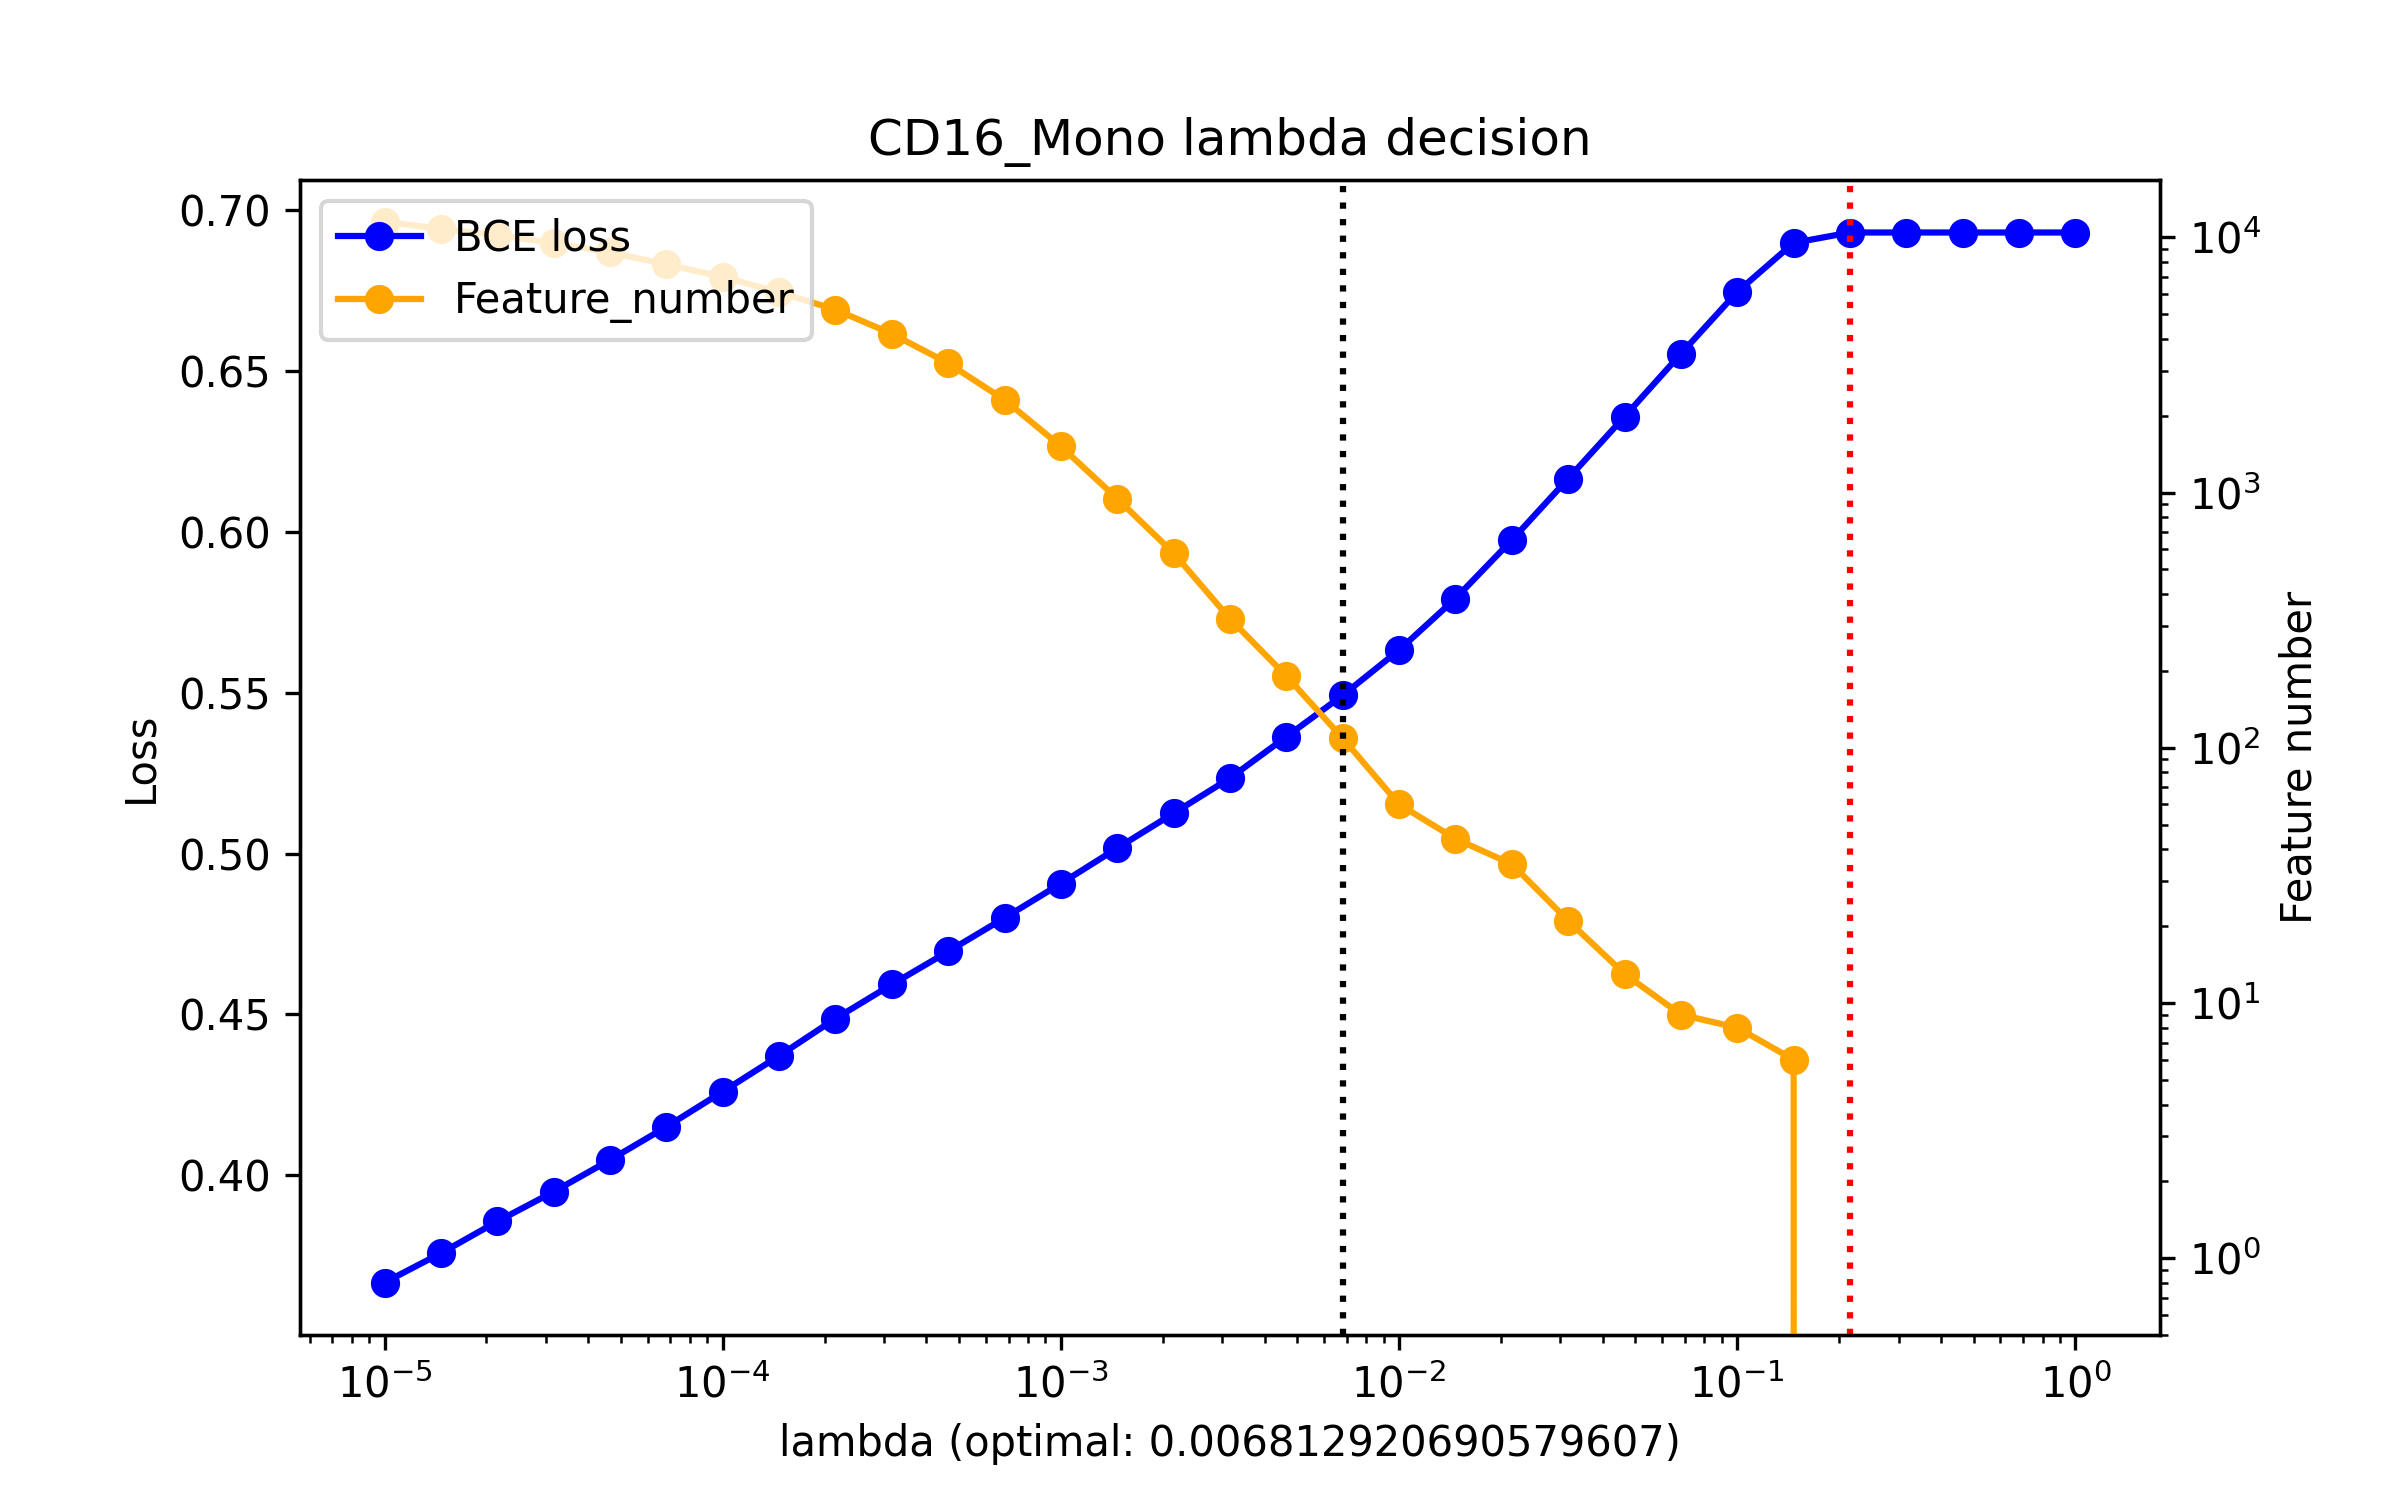 CD16_Mono lambda decision
BCE loss
Feature_number
0.70
0.65
0.60
0.55
0.50
0.45
0.40
Loss
10⁴
10³
10²
10¹
10⁰
Feature number
10⁻⁵ 10⁻⁴ 10⁻³ 10⁻² 10⁻¹ 10⁰
lambda (optimal: 0.006812920690579607)